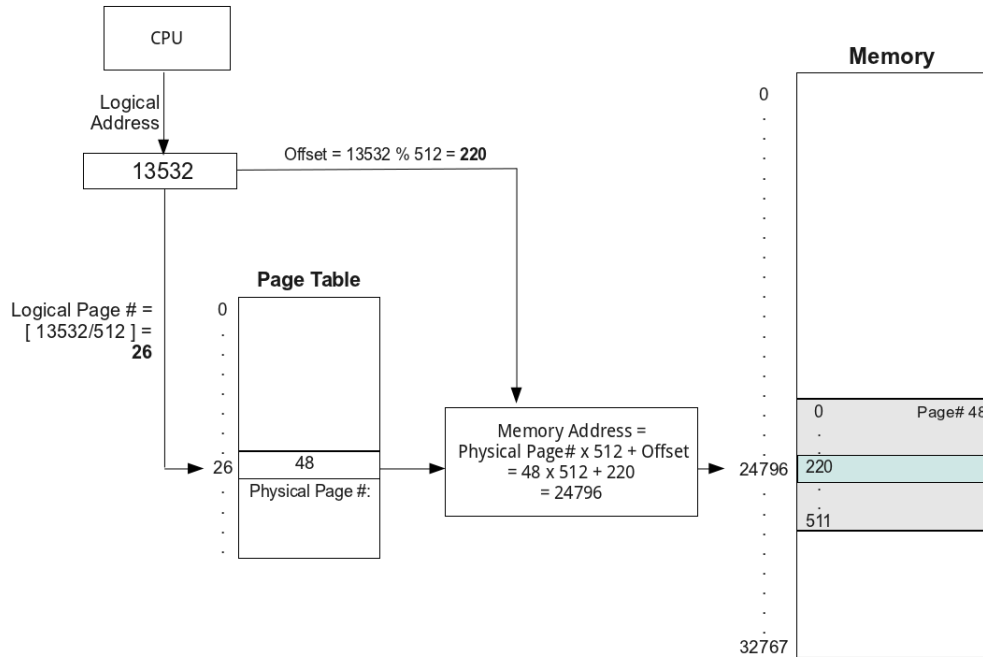 CPU
Memory
Logical
Address
0
Offset = 13532 % 512 = 220
13532
Page Table
Logical Page # =
[ 13532/512 ] =
26
0
0
Page# 48
Memory Address =
Physical Page# x 512 + Offset
= 48 x 512 + 220
= 24796
26
48
24796
220
Physical Page #:
511
32767